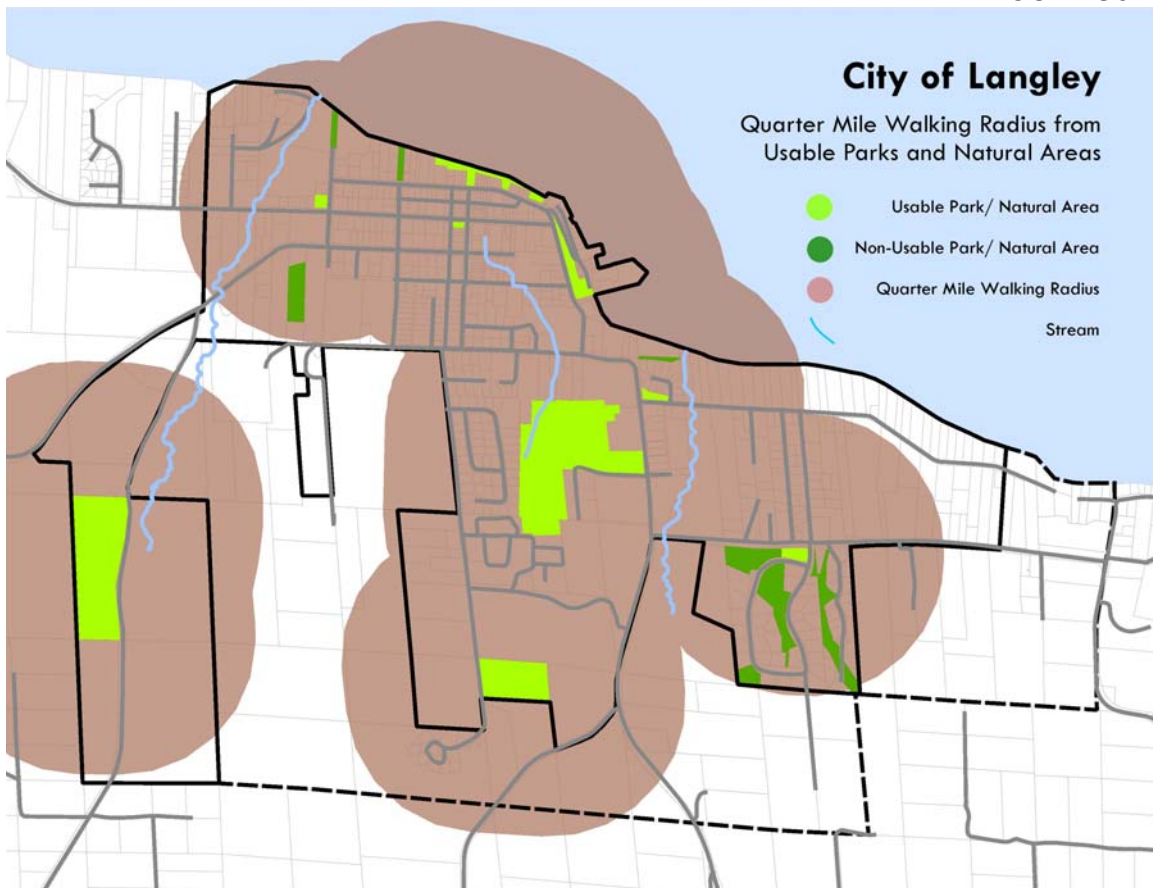 City of Langley
Quarter Mile Walking Radius from
Usable Parks and Natural Areas
Usable Park/ Natural Area
Non-Usable Park/ Natural Area
Quarter Mile Walking Radius
Stream